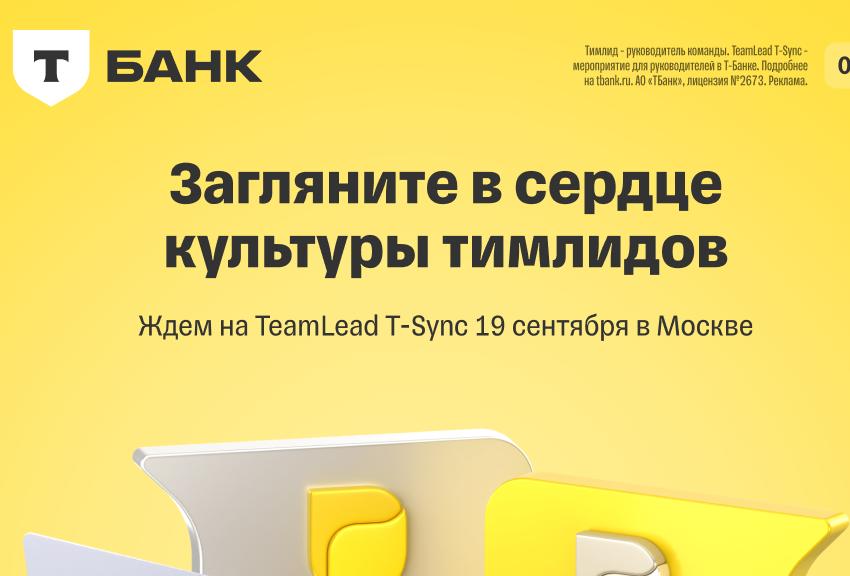 Т БАНК
Тимлид - руководитель команды. TeamLead T-Sync -
мероприятие для руководителей в Т-Банке. Подробнее
на tbank.ru. АО «ТБанк», лицензия №2673. Реклама.
Загляните в сердце
культуры тимлидов
Ждем на TeamLead T-Sync 19 сентября в Москве